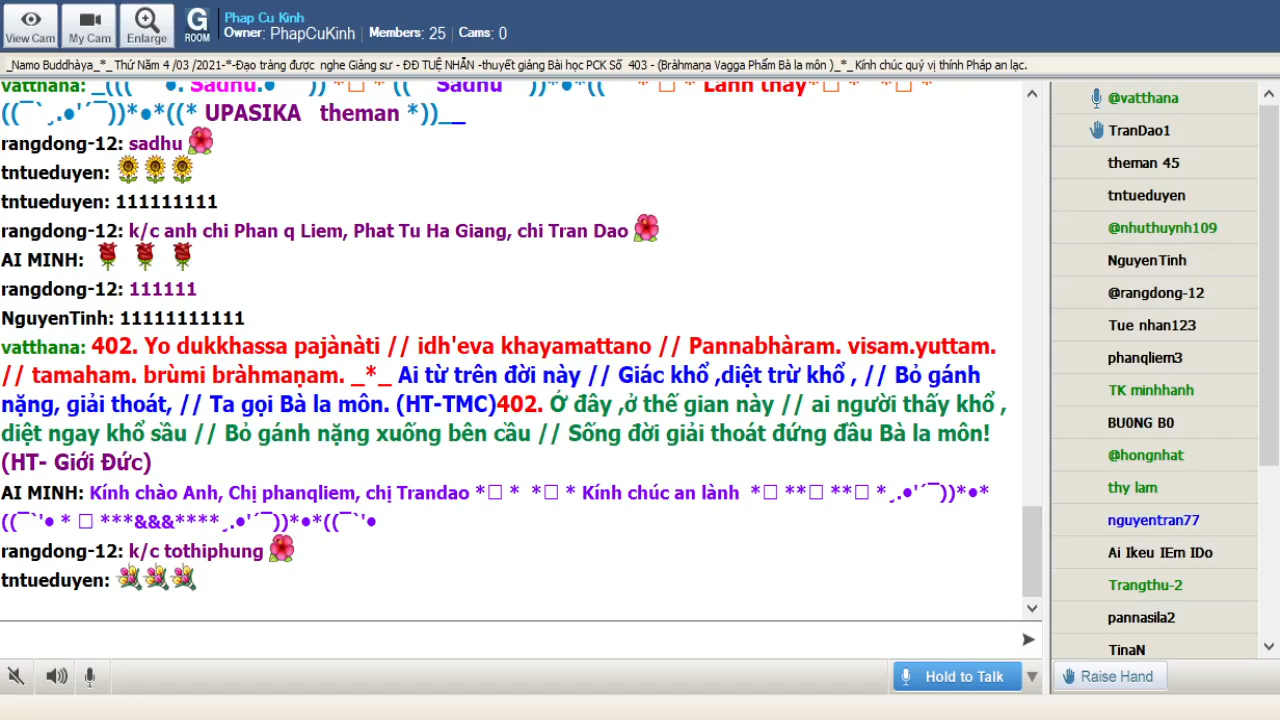 Phap Cu Kinh
View Cam My Cam Enlarge G ROOM Owner: PhapCuKinh Members: 25 Cams: 0
_Namo Buddhàya_*_ Thứ Năm 4 /03 /2021-*-Đạo tràng được nghe Giảng sư - ĐĐ TUỆ NHẪN -thuyết giảng Bài học PCK Số 403 - (Bràhmaṇa Vagga Phẩm Bà la môn )_*_Kính chúc quý vị thính Pháp an lạc.
vatthana: _(((¯`●. Sadhu.●´¯)) *□ * ((¯`Sadhu´¯))*●*((¯` * □ * Lành thay*□ * *□ *
((¯`¸.●'´¯))*●*((* UPASIKA theman *))__
rangdong-12: sadhu
tntueduyen:
tntueduyen: 111111111
rangdong-12: k/c anh chi Phan q Liem, Phat Tu Ha Giang, chi Tran Dao
AI MINH:
rangdong-12: 111111
NguyenTinh: 11111111111
vatthana: 402. Yo dukkhassa pajànàti // idh'eva khayamattano // Pannabhàram. visam.yuttam.
// tamaham. brùmi bràhmaṇam. _*_ Ai từ trên đời này // Giác khổ ,diệt trừ khổ , // Bỏ gánh
nặng, giải thoát, // Ta gọi Bà la môn. (HT-TMC)402. Ớ đây ,ở thế gian này // ai người thấy khổ ,
diệt ngay khổ sầu // Bỏ gánh nặng xuống bên cầu // Sống đời giải thoát đứng đầu Bà la môn!
(HT- Giới Đức)
AI MINH: Kính chào Anh, Chị phanqliem, chị Trandao *□ * *□ * Kính chúc an lành *□ **□ **□ *¸.●'´¯))*●*
((¯`'● * □ ***&&&****¸.●'´¯))*●*((¯`'●
rangdong-12: k/c tothiphung
tntueduyen:
Hold to Talk
@vatthana
TranDao1
theman 45
tntueduyen
@nhuthuynh109
NguyenTinh
@rangdong-12
Tue nhan123
phanqliem3
TK minhhanh
BU0NG B0
@hongnhat
thy lam
nguyentran77
Ai Ikeu IEm IDo
Trangthu-2
pannasila2
TinaN
Raise Hand